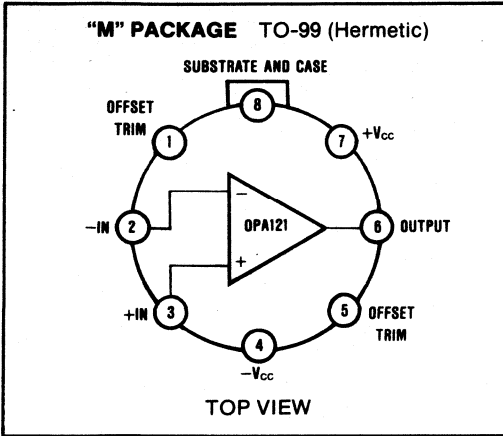 “M” PACKAGE TO-99 (Hermetic)
SUBSTRATE AND CASE
8
OFFSET
TRIM
1
7
+Vcc
−IN
2
−
OPA121
6
OUTPUT
+
+IN
3
5
OFFSET
TRIM
4
−Vcc
TOP VIEW